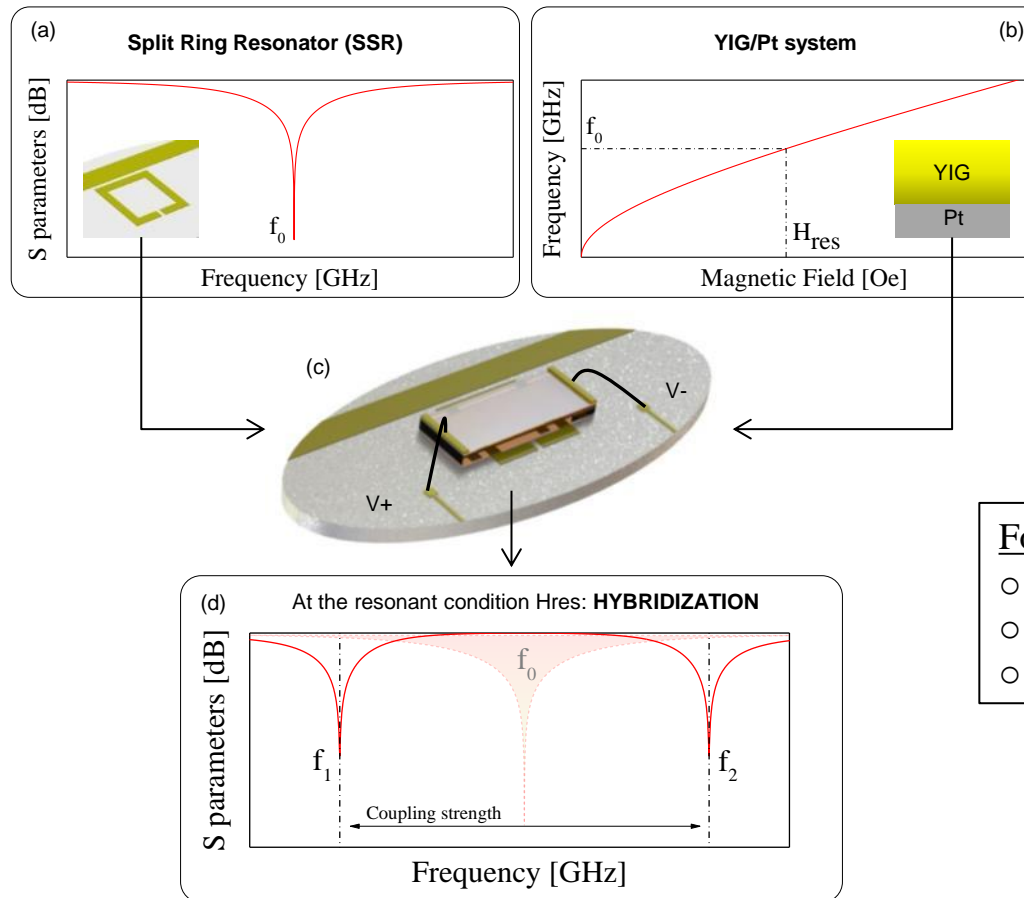 (a)
Split Ring Resonator (SSR)
S parameters [dB]
f0
Frequency [GHz]
(b)
YIG/Pt system
Frequency [GHz]
f0
Hres
YIG
Pt
Magnetic Field [Oe]
(c)
V-
V+
(d)
At the resonant condition Hres: HYBRIDIZATION
S parameters [dB]
f0
f1
f2
Coupling strength
Frequency [GHz]